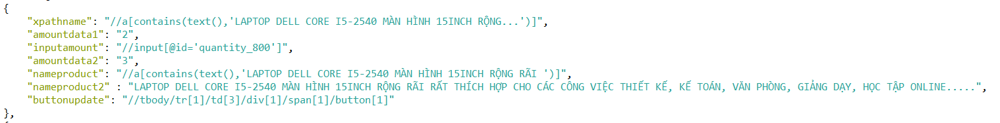 {
"xpathname": "//a[contains(text(),'LAPTOP DELL CORE I5-2540 MÀN HÌNH 15INCH RỘNG...')]",
"amountdata1": "2",
"inputamount": "//input[@id='quantity_800']",
"amountdata2": "3",
"nameproduct": "//a[contains(text(),'LAPTOP DELL CORE I5-2540 MÀN HÌNH 15INCH RỘNG RÃI ')]",
"nameproduct2" : "LAPTOP DELL CORE I5-2540 MÀN HÌNH 15INCH RỘNG RÃI RẤT THÍCH HỢP CHO CÁC CÔNG VIỆC THIẾT KẾ, KẾ TOÁN, VĂN PHÒNG, GIẢNG DẠY, HỌC TẬP ONLINE.....",
"buttonupdate": "//tbody/tr[1]/td[3]/div[1]/span[1]/button[1]"
},